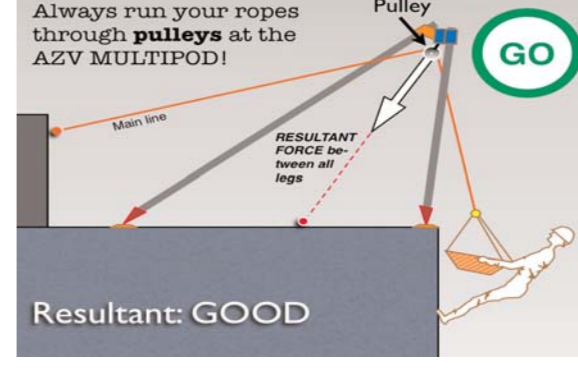 Always run your ropes
through pulleys at the
AZV MULTIPOD!
Pulley
GO
Main line
RESULTANT
FORCE be-
tween all
legs
Resultant: GOOD